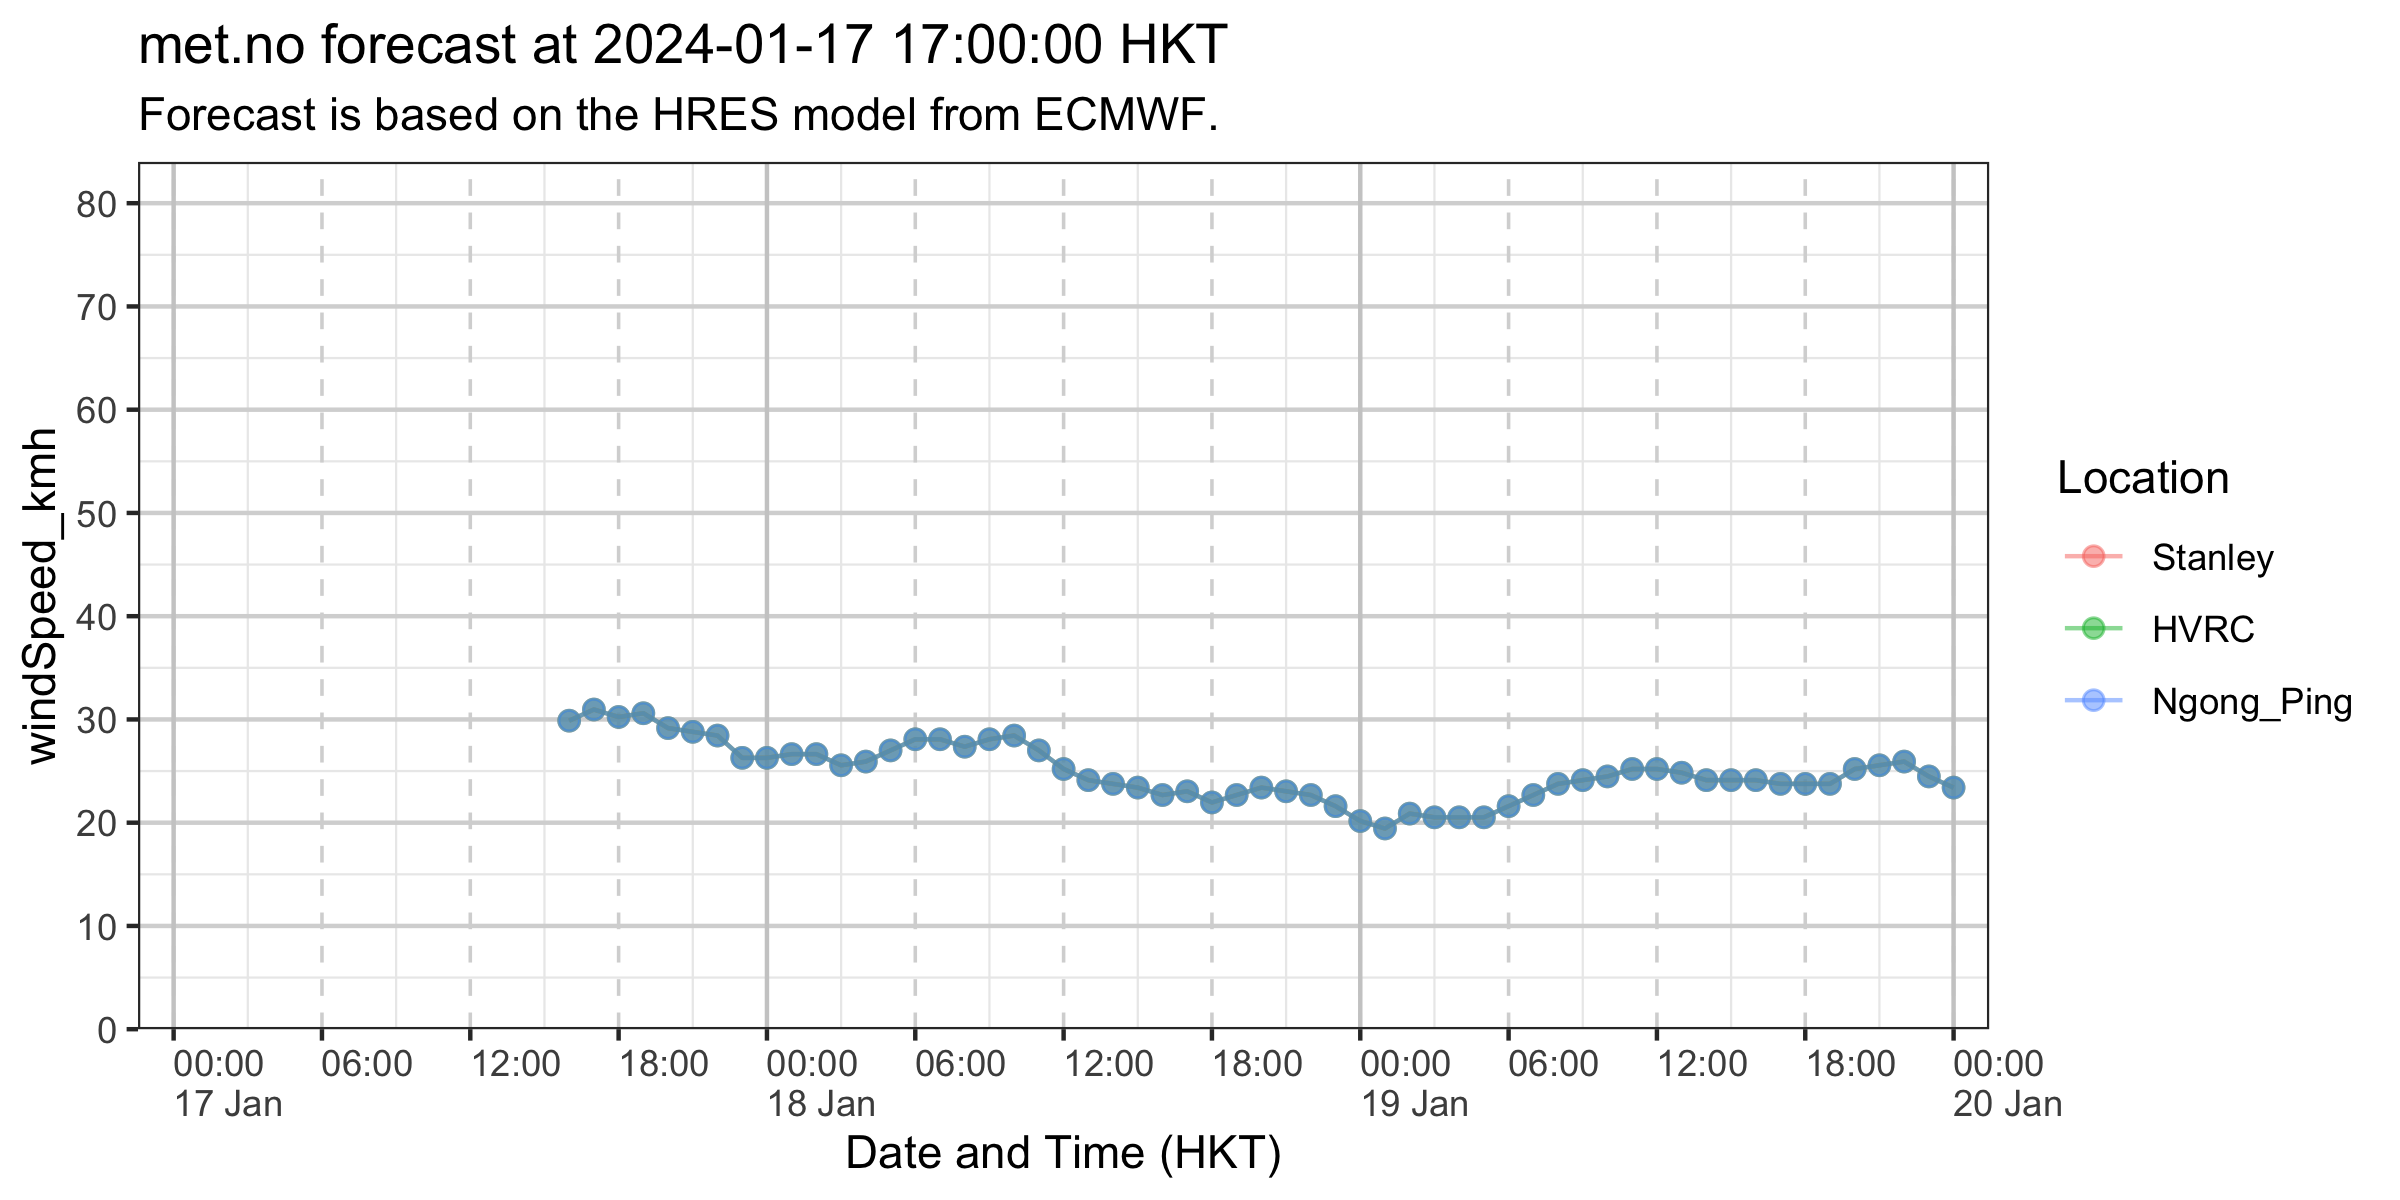 met.no forecast at 2024-01-17 17:00:00 HKT
Forecast is based on the HRES model from ECMWF.
windSpeed_kmh
80
70
60
50
40
30
20
10
0
00:00 06:00 12:00 18:00 00:00 06:00 12:00 18:00 00:00 06:00 12:00 18:00 00:00
17 Jan 18 Jan 19 Jan 20 Jan
Date and Time (HKT)
Location
Stanley
HVRC
Ngong_Ping